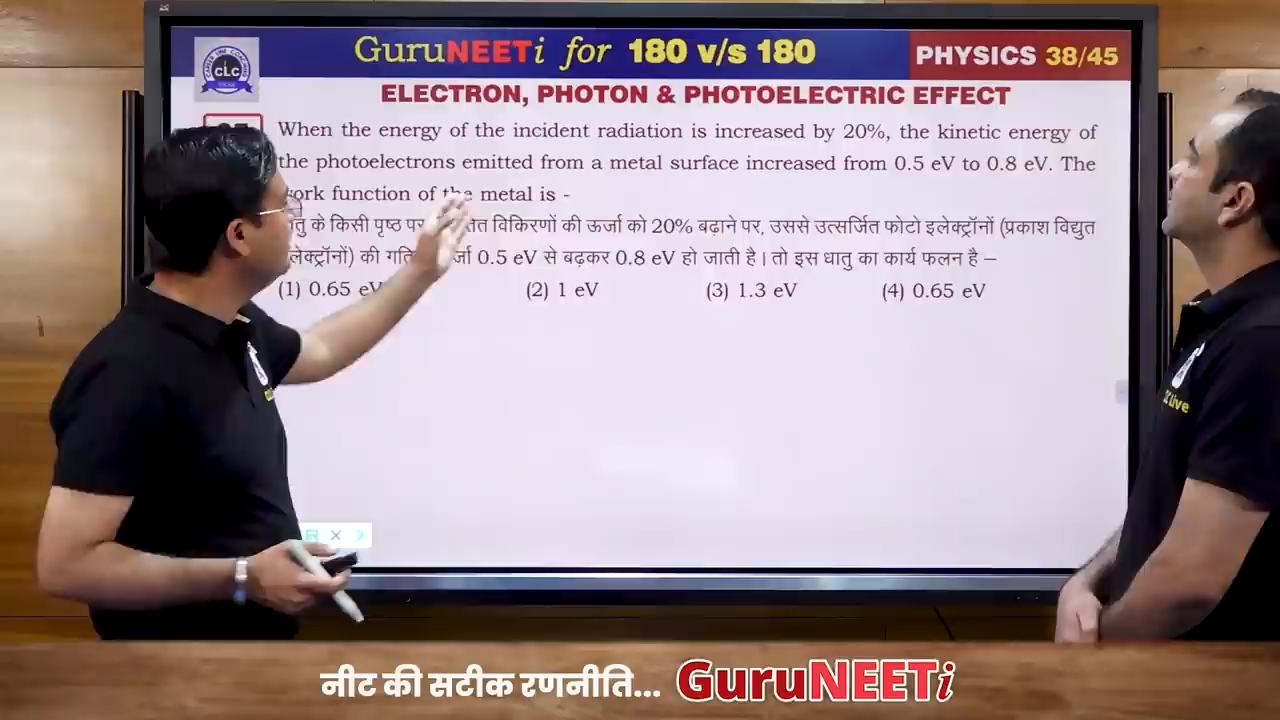 GuruNEETi for 180 v/s 180
PHYSICS 38/45
CLC
ELECTRON, PHOTON & PHOTOELECTRIC EFFECT
When the energy of the incident radiation is increased by 20%, the kinetic energy of
the photoelectrons emitted from a metal surface increased from 0.5 eV to 0.8 eV. The
work function of the metal is -
के किसी पृष्ठ विकिरणों की ऊर्जा को 20% बढ़ाने पर, उससे उत्सर्जित फोटो इलेक्ट्रॉनों (प्रकाश विद्युत
की 0.5 eV से बढ़कर 0.8 eV हो जाती है। तो इस धातु का कार्य फलन है –
(1) 0.65 eV (2) 1 eV (3) 1.3 eV (4) 0.65 eV
Live
नीट की सटीक रणनीति... GuruNEETi